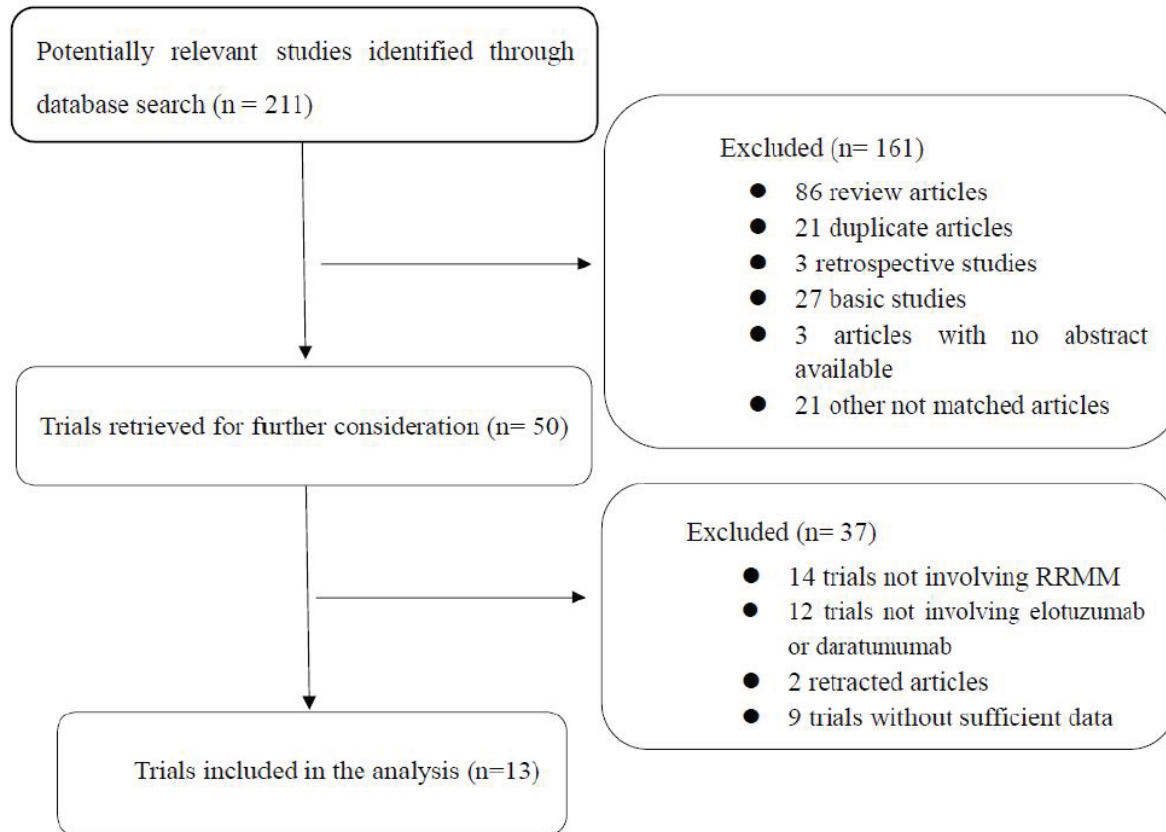 Potentially relevant studies identified through
database search (n = 211)
Excluded (n= 161)
● 86 review articles
● 21 duplicate articles
● 3 retrospective studies
● 27 basic studies
● 3 articles with no abstract
available
● 21 other not matched articles
Trials retrieved for further consideration (n= 50)
Excluded (n= 37)
● 14 trials not involving RRMM
● 12 trials not involving elotuzumab
or daratumumab
● 2 retracted articles
● 9 trials without sufficient data
Trials included in the analysis (n=13)